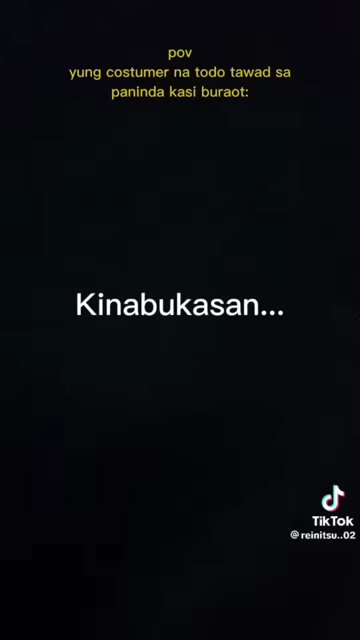 pov
yung costumer na todo tawad sa
paninda kasi buraot:
Kinabukasan...
TikTok
@reinitsu..02